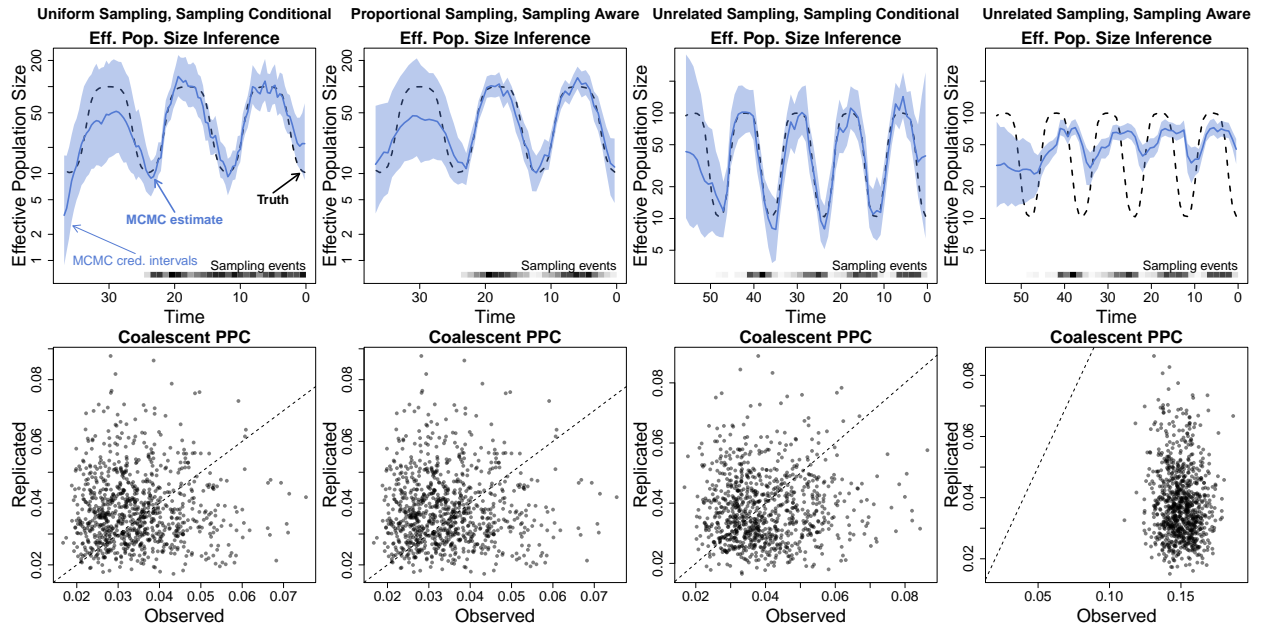 Uniform Sampling, Sampling Conditional
Eff. Pop. Size Inference
Effective Population Size
200
50
10
5
2
1
MCMC estimate
Truth
MCMC cred. intervals
Sampling events
30 20 10 0
Time
Proportional Sampling, Sampling Aware
Eff. Pop. Size Inference
Effective Population Size
200
50
10
5
2
1
Sampling events
30 20 10 0
Time
Unrelated Sampling, Sampling Conditional
Eff. Pop. Size Inference
Effective Population Size
100
50
20
10
5
Sampling events
50 40 30 20 10 0
Time
Unrelated Sampling, Sampling Aware
Eff. Pop. Size Inference
Effective Population Size
100
50
20
10
5
Sampling events
50 40 30 20 10 0
Time
Coalescent PPC
Replicated
0.08
0.06
0.04
0.02
0.02 0.03 0.04 0.05 0.06 0.07
Observed
Coalescent PPC
Replicated
0.08
0.06
0.04
0.02
0.02 0.03 0.04 0.05 0.06 0.07
Observed
Coalescent PPC
Replicated
0.08
0.06
0.04
0.02
0.02 0.04 0.06 0.08
Observed
Coalescent PPC
Replicated
0.08
0.06
0.04
0.02
0.05 0.10 0.15
Observed